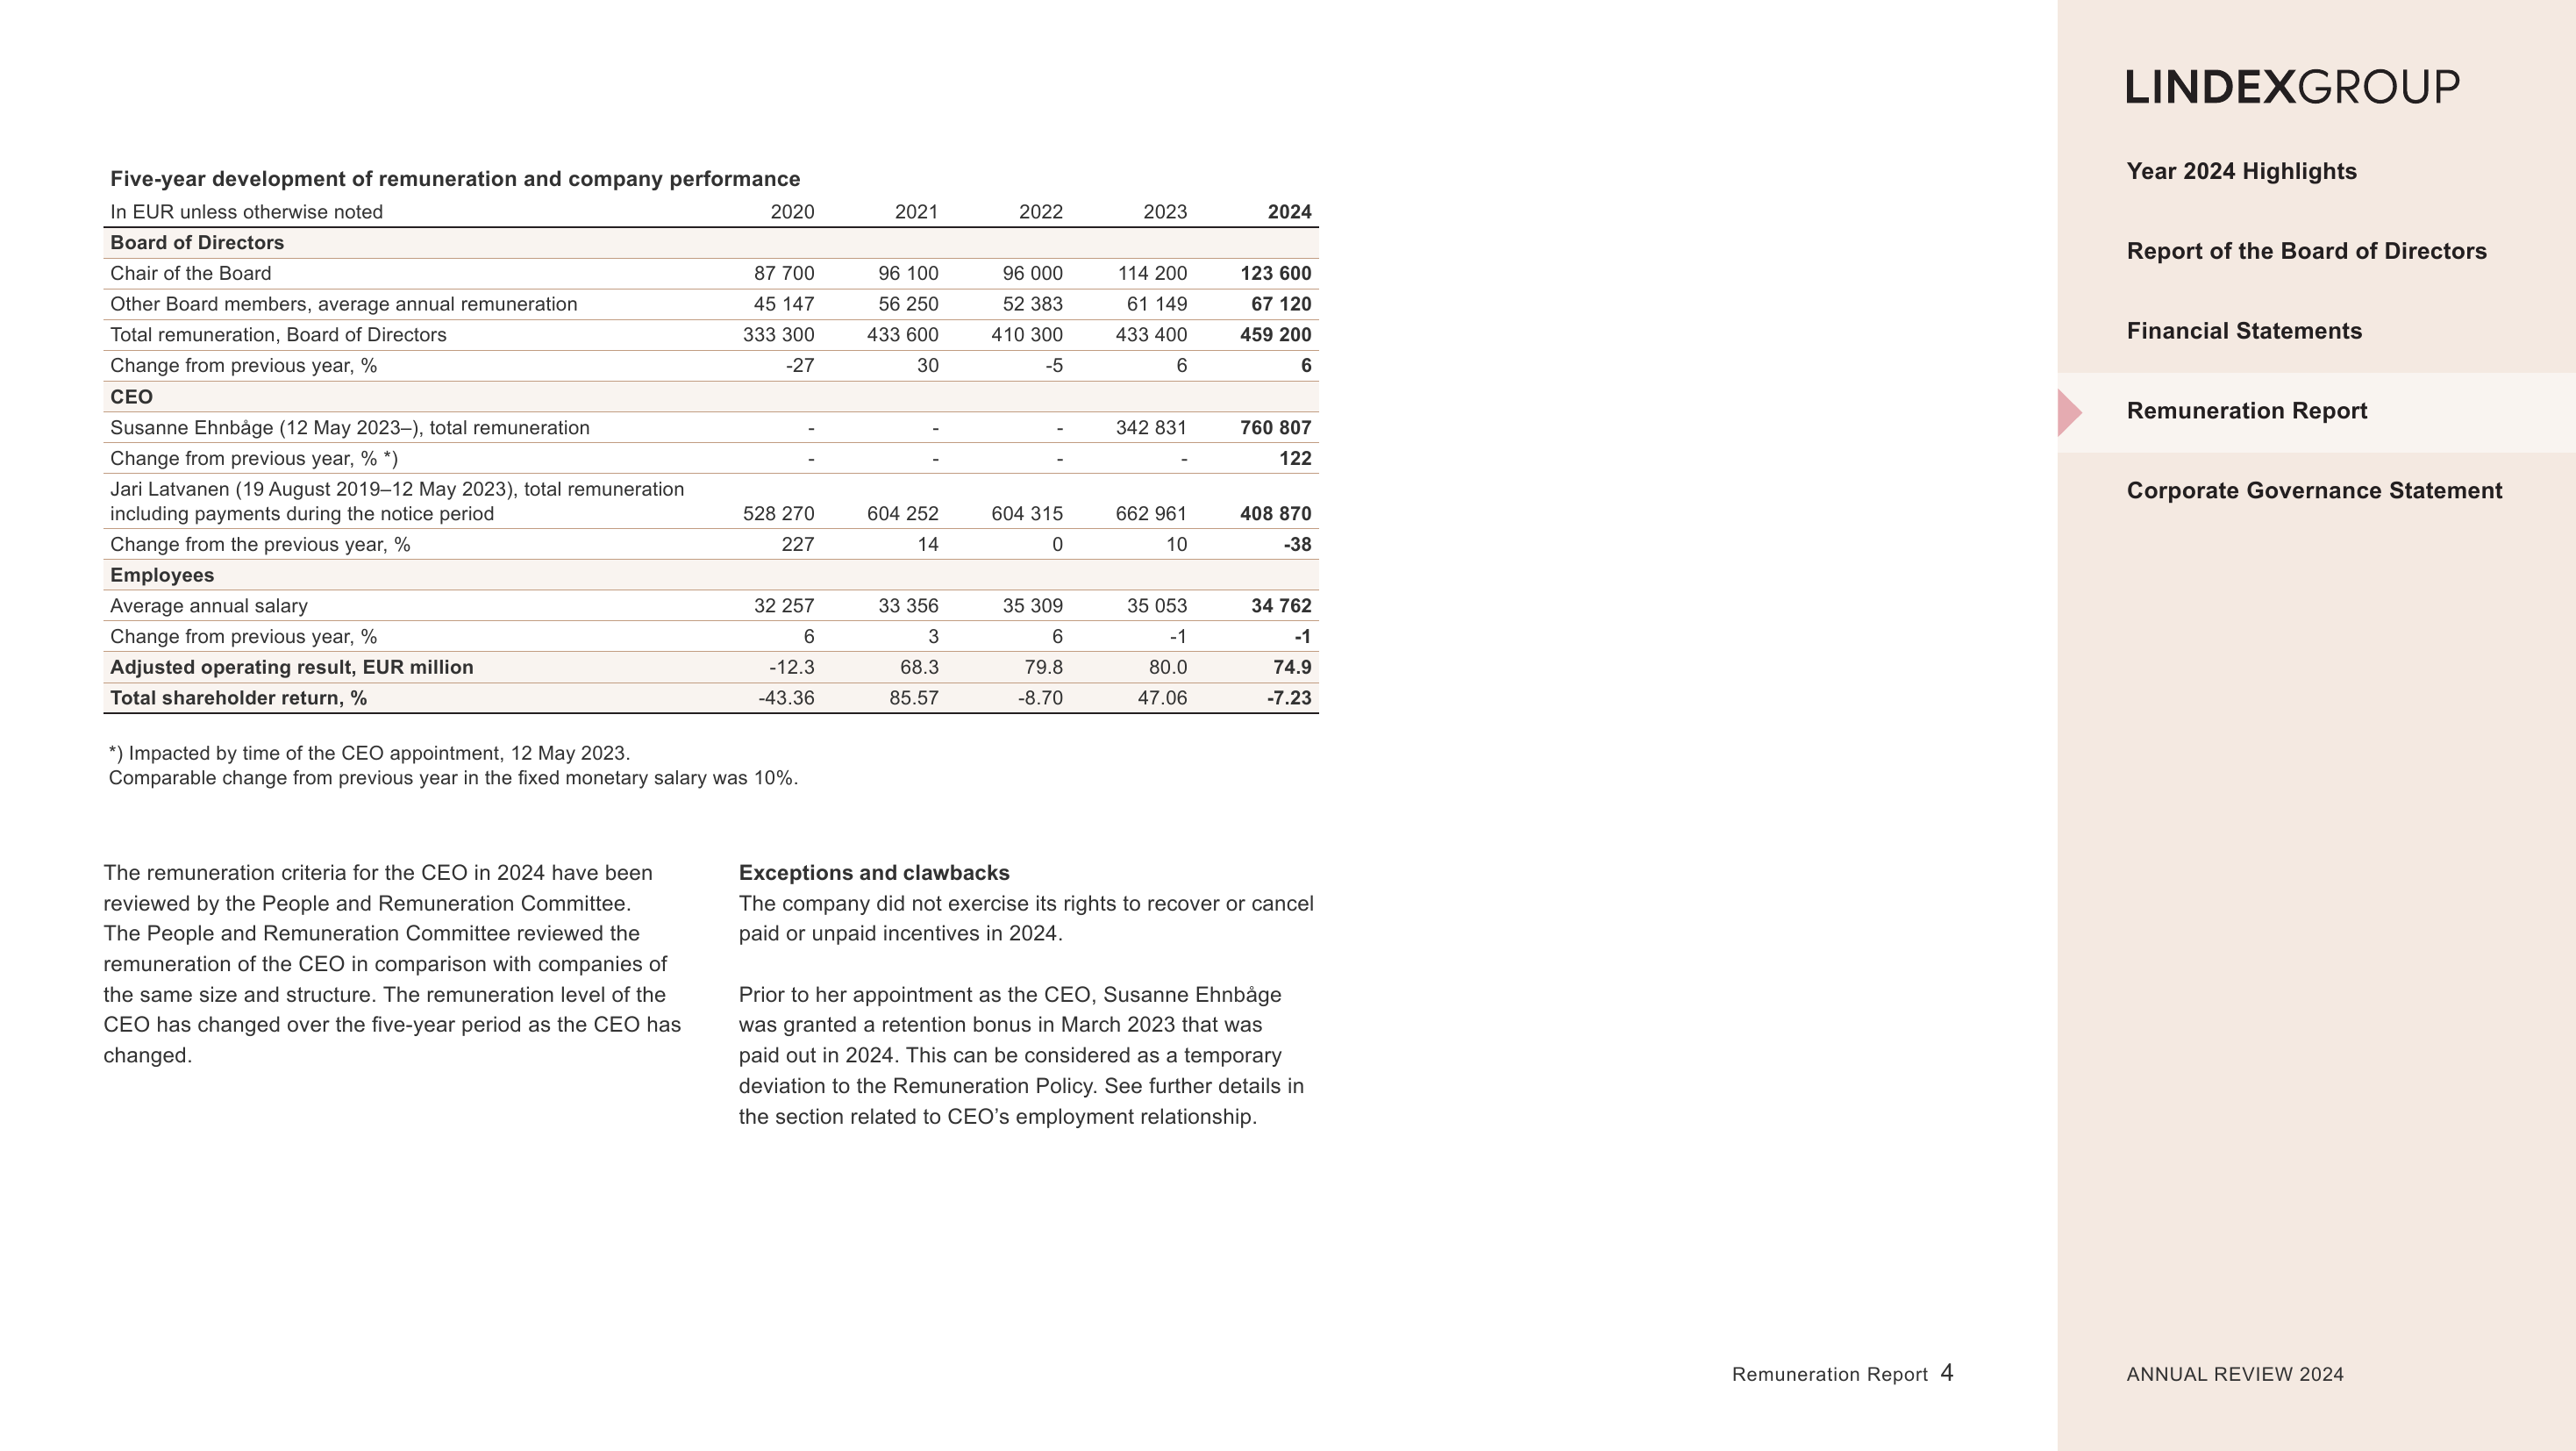 Five-year development of remuneration and company performance
In EUR unless otherwise noted 2020 2021 2022 2023 2024
Board of Directors
Chair of the Board 87 700 96 100 96 000 114 200 123 600
Other Board members, average annual remuneration 45 147 56 250 52 383 61 149 67 120
Total remuneration, Board of Directors 333 300 433 600 410 300 433 400 459 200
Change from previous year, % -27 30 -5 6 6
CEO
Susanne Ehnbåge (12 May 2023–), total remuneration - - - 342 831 760 807
Change from previous year, % *) - - - - 122
Jari Latvanen (19 August 2019–12 May 2023), total remuneration
including payments during the notice period 528 270 604 252 604 315 662 961 408 870
Change from the previous year, % 227 14 0 10 -38
Employees
Average annual salary 32 257 33 356 35 309 35 053 34 762
Change from previous year, % 6 3 6 -1 -1
Adjusted operating result, EUR million -12.3 68.3 79.8 80.0 74.9
Total shareholder return, % -43.36 85.57 -8.70 47.06 -7.23
*) Impacted by time of the CEO appointment, 12 May 2023.
Comparable change from previous year in the fixed monetary salary was 10%.
The remuneration criteria for the CEO in 2024 have been
reviewed by the People and Remuneration Committee.
The People and Remuneration Committee reviewed the
remuneration of the CEO in comparison with companies of
the same size and structure. The remuneration level of the
CEO has changed over the five-year period as the CEO has
changed.
Exceptions and clawbacks
The company did not exercise its rights to recover or cancel
paid or unpaid incentives in 2024.
Prior to her appointment as the CEO, Susanne Ehnbåge
was granted a retention bonus in March 2023 that was
paid out in 2024. This can be considered as a temporary
deviation to the Remuneration Policy. See further details in
the section related to CEO’s employment relationship.
Remuneration Report 4
LINDEXGROUP
Year 2024 Highlights
Report of the Board of Directors
Financial Statements
Remuneration Report
Corporate Governance Statement
ANNUAL REVIEW 2024